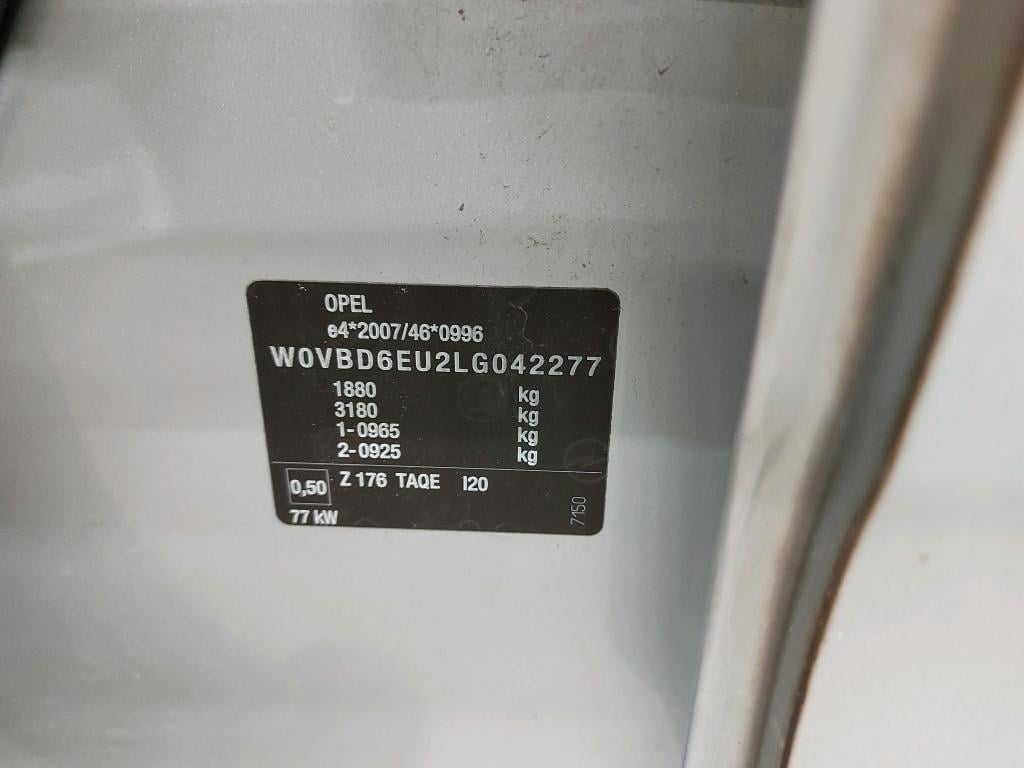 OPEL
e4*2007/46*0996
W0VBD6EU2LG042277
1880 kg
3180 kg
1-0965 kg
2-0925 kg
0,50 Z 176 TAQE I20
77 kW
7150